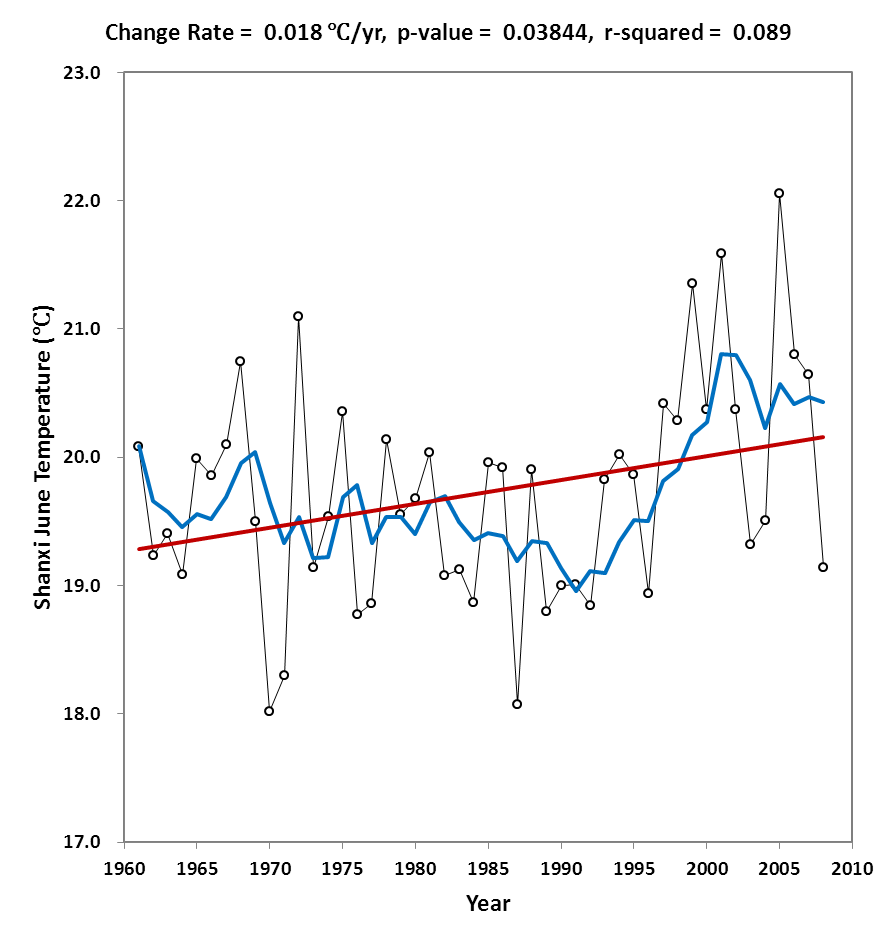 Change Rate = 0.018 ℃/yr, p-value = 0.03844, r-squared = 0.089
23.0
22.0
21.0
20.0
19.0
18.0
17.0
Shanxi June Temperature (℃)
1960 1965 1970 1975 1980 1985 1990 1995 2000 2005 2010
Year